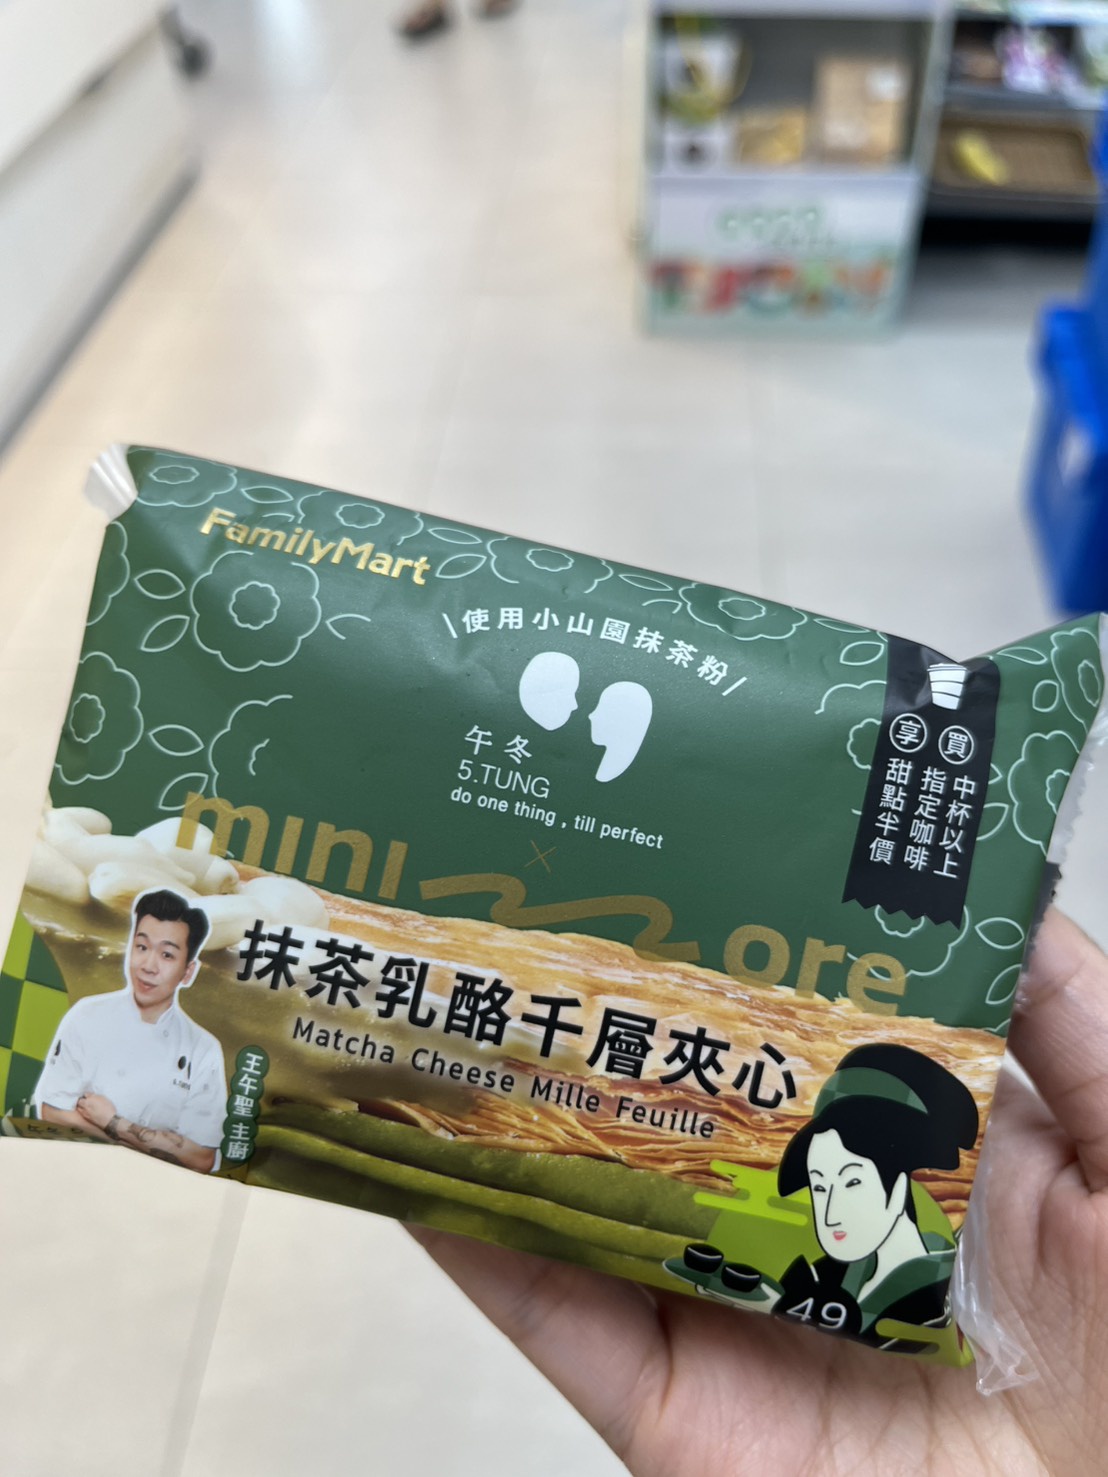 FamilyMart
\使用小山園抹茶粉/
午冬
5.TUNG
do one thing , till perfect
買中杯以上
指定咖啡
享甜點半價
mini
×
ore
抹茶乳酪千層夾心
Matcha Cheese Mille Feuille
王午聖 主廚
49